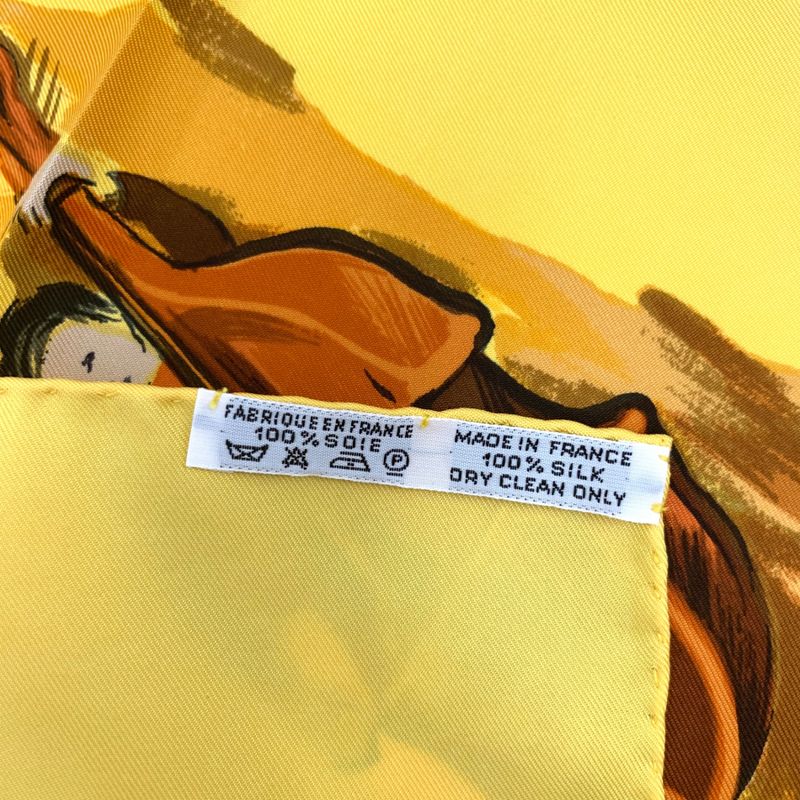 FABRIQUE EN FRANCE
100% SOIE
P
MADE IN FRANCE
100% SILK
DRY CLEAN ONLY